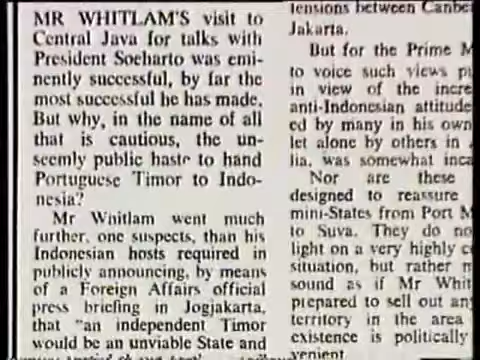 MR WHITLAM'S visit to
Central Java for talks with
President Soeharto was emi-
nently successful, by far the
most successful he has made.
But why, in the name of all
that is cautious, the un-
seemly public haste to hand
Portuguese Timor to Indo-
nesia?
Mr Whitlam went much
further, one suspects, than his
Indonesian hosts required in
publicly announcing, by means
of a Foreign Affairs official
press briefing in Jogjakarta,
that "an independent Timor
would be an unviable State and
tensions between Canbe
Jakarta.
But for the Prime M
to voice such views pu
in view of the incre
anti-Indonesian attitude
ed by many in his own
let alone by others in
lia, was somewhat inca
Nor are these
designed to reassure
mini-States from Port M
to Suva. They do no
light on a very highly c
situation, but rather m
sound as if Mr Whit
prepared to sell out an
territory in the area
existence is politically
venient